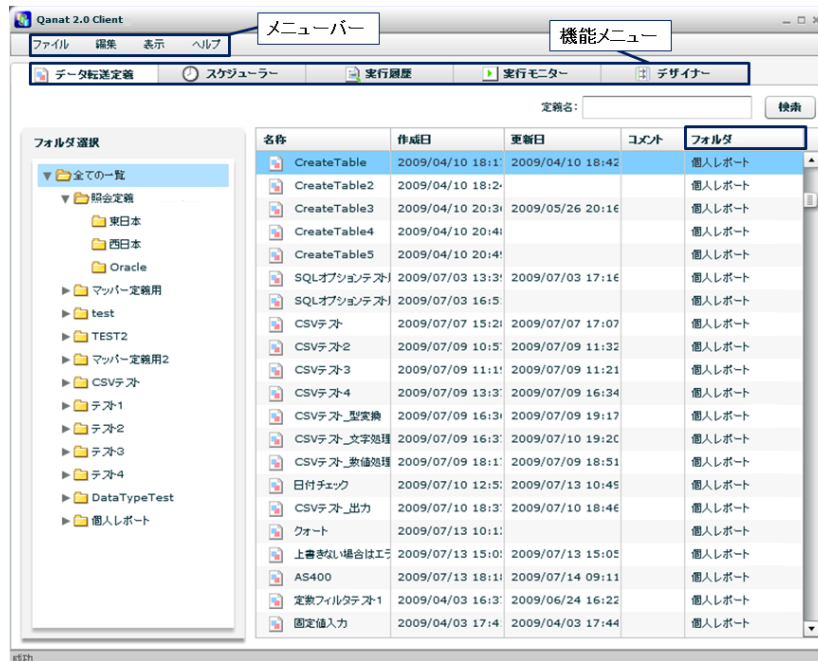 Qanat 2.0 Client
メニューバー
機能メニュー
ファイル 編集 表示 ヘルプ
データ転送定義 スケジューラー 実行履歴 実行モニター デザイナー
定義名: 検索
フォルダ選択
全ての一覧
照会定義
東日本
西日本
Oracle
マッパー定義用
test
TEST2
マッパー定義用2
CSVテスト
テスト1
テスト2
テスト3
テスト4
DataTypeTest
個人レポート
名称 作成日 更新日 コメント フォルダ
CreateTable 2009/04/10 18:1 2009/04/10 18:42 個人レポート
CreateTable2 2009/04/10 18:2 個人レポート
CreateTable3 2009/04/10 20:3 2009/05/26 20:16 個人レポート
CreateTable4 2009/04/10 20:4 個人レポート
CreateTable5 2009/04/10 20:4 個人レポート
SQLオプションテスト 2009/07/03 13:3 2009/07/03 17:16 個人レポート
SQLオプションテスト 2009/07/03 16:5 個人レポート
CSVテスト 2009/07/07 15:2 2009/07/07 17:07 個人レポート
CSVテスト2 2009/07/09 10:5 2009/07/09 11:32 個人レポート
CSVテスト3 2009/07/09 11:1 2009/07/09 11:21 個人レポート
CSVテスト4 2009/07/09 13:3 2009/07/09 16:34 個人レポート
CSVテスト_型変換 2009/07/09 16:3 2009/07/09 19:17 個人レポート
CSVテスト_文字処理 2009/07/09 16:3 2009/07/10 19:20 個人レポート
CSVテスト_数値処理 2009/07/09 18:1 2009/07/09 18:51 個人レポート
日付チェック 2009/07/10 12:5 2009/07/13 10:49 個人レポート
CSVテスト_出力 2009/07/10 18:3 2009/07/10 18:46 個人レポート
クォート 2009/07/13 10:1 個人レポート
上書きない場合はエラ 2009/07/13 15:0 2009/07/13 15:05 個人レポート
AS400 2009/07/13 18:1 2009/07/14 09:11 個人レポート
定数フィルタテスト1 2009/04/03 16:3 2009/06/24 16:22 個人レポート
固定値入力 2009/04/03 17:4 2009/04/03 17:44 個人レポート